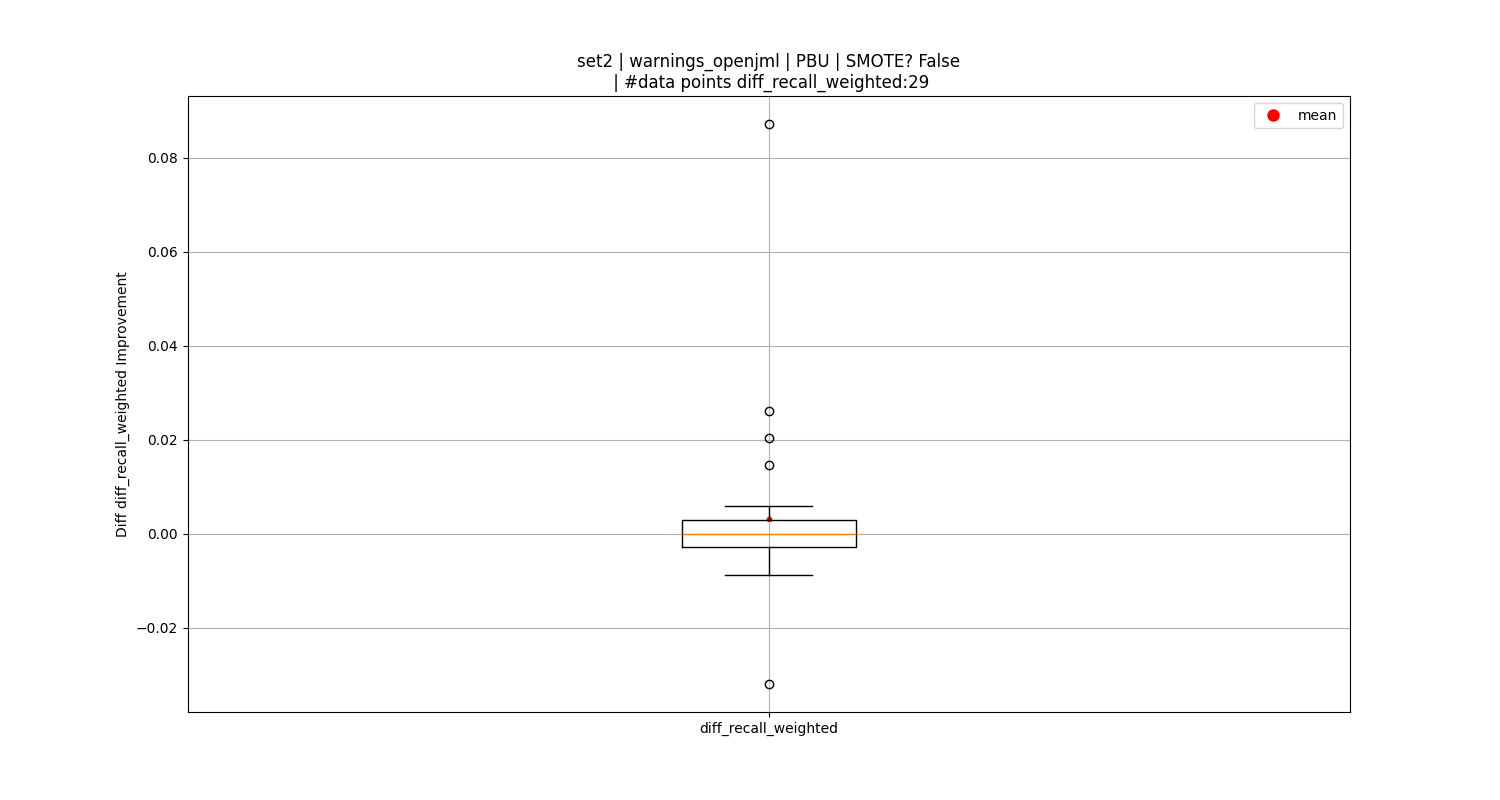 set2 | warnings_openjml | PBU | SMOTE? False
| #data points diff_recall_weighted:29
mean
0.08
0.06
0.04
0.02
0.00
−0.02
Diff diff_recall_weighted Improvement
diff_recall_weighted